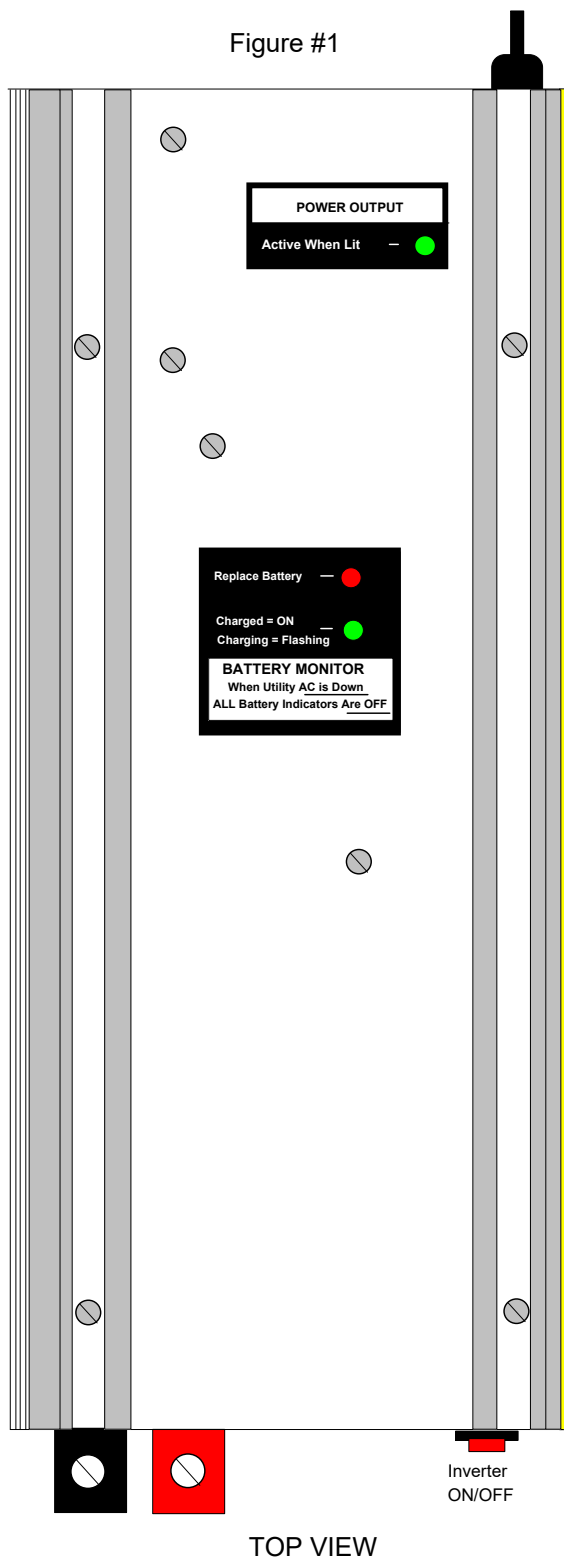 Figure #1
POWER OUTPUT
Active When Lit
Replace Battery
Charged = ON
Charging = Flashing
BATTERY MONITOR
When Utility AC is Down
ALL Battery Indicators Are OFF
Inverter
ON/OFF
TOP VIEW